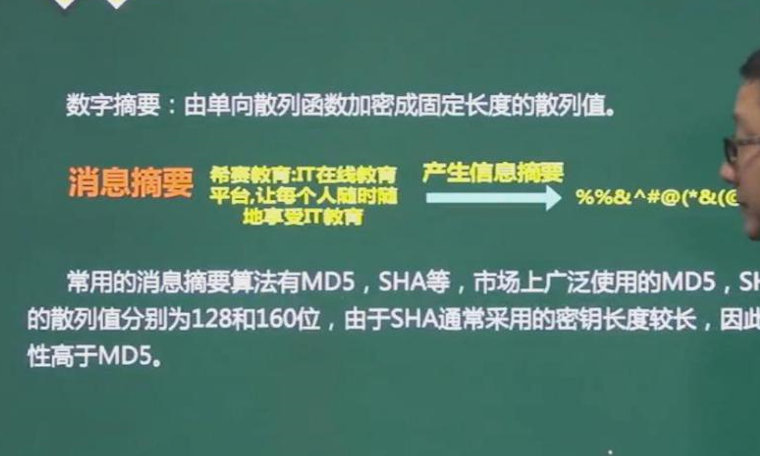 数字摘要：由单向散列函数加密成固定长度的散列值。
消息摘要
希赛教育:IT在线教育
平台,让每个人随时随
地享受IT教育
产生信息摘要
%%&^#@(*&(@
常用的消息摘要算法有MD5，SHA等，市场上广泛使用的MD5，SH
的散列值分别为128和160位，由于SHA通常采用的密钥长度较长，因此
性高于MD5。